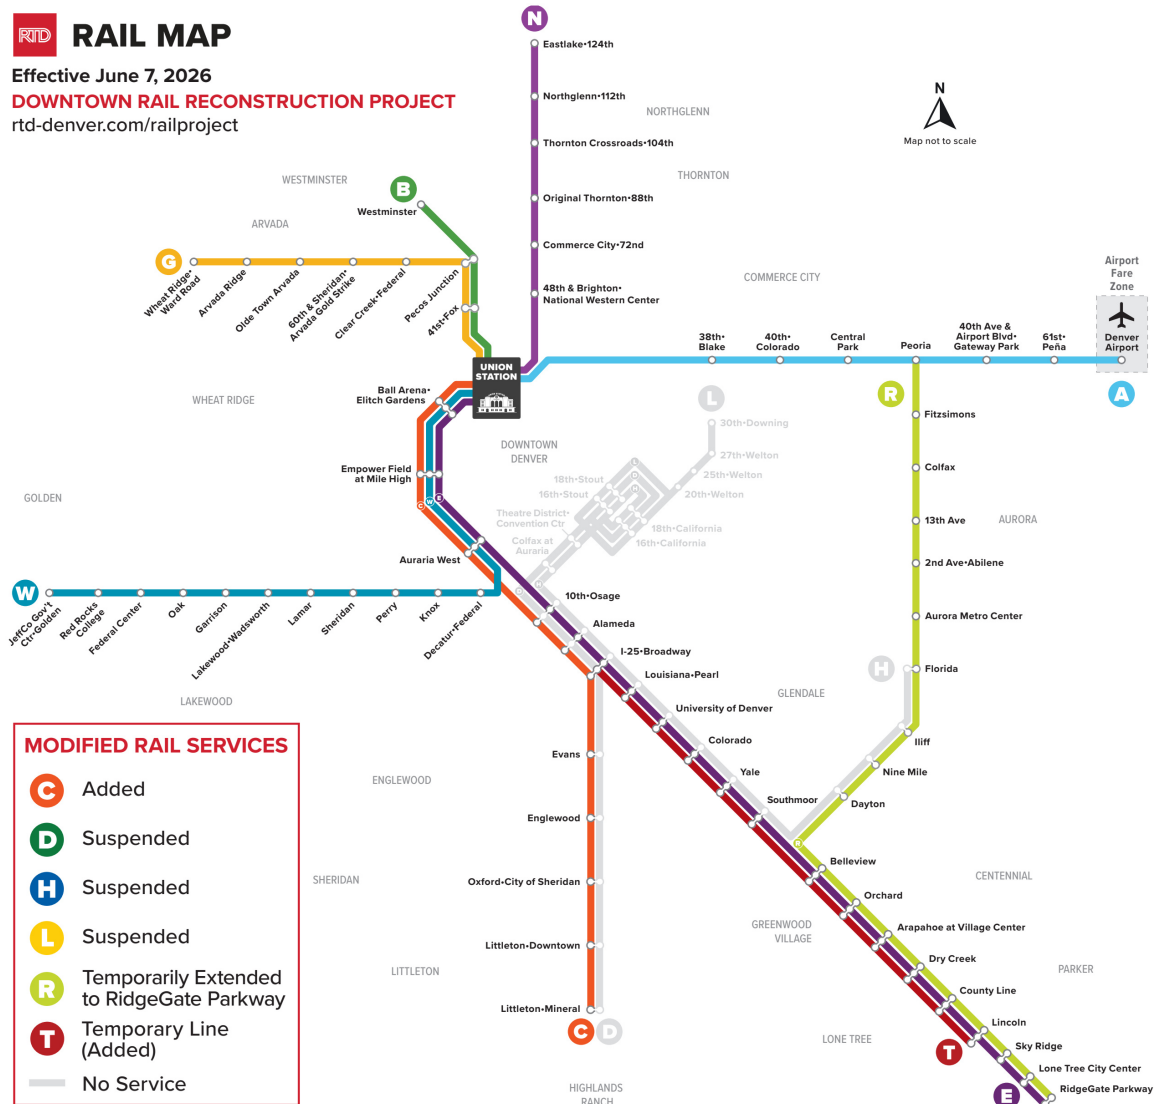 RTD RAIL MAP
Effective June 7, 2026
DOWNTOWN RAIL RECONSTRUCTION PROJECT
rtd-denver.com/railproject
N
Eastlake•124th
Northglenn•112th
NORTHGLENN
Thornton Crossroads•104th
THORNTON
Original Thornton•88th
Commerce City•72nd
48th & Brighton•
National Western Center
COMMERCE CITY
N
Map not to scale
WESTMINSTER
B
Westminster
ARVADA
G
Wheat Ridge•
Ward Road
Arvada Ridge
Olde Town Arvada
60th & Sheridan•
Arvada Gold Strike
Clear Creek•Federal
Pecos Junction
41st•Fox
UNION
STATION
38th•
Blake
40th•
Colorado
Central
Park
Peoria
40th Ave &
Airport Blvd•
Gateway Park
61st•
Peña
Airport
Fare
Zone
Denver
Airport
A
R
Fitzsimons
Colfax
13th Ave
AURORA
2nd Ave•Abilene
Aurora Metro Center
H
Florida
Iliff
Nine Mile
Dayton
WHEAT RIDGE
Ball Arena•
Elitch Gardens
Empower Field
at Mile High
C
W
E
Auraria West
DOWNTOWN
DENVER
L
30th•Downing
27th•Welton
25th•Welton
20th•Welton
L
D
H
18th•Stout
16th•Stout
Theatre District•
Convention Ctr
Colfax at
Auraria
18th•California
16th•California
GOLDEN
W
JeffCo Gov't
Ctr•Golden
Red Rocks
College
Federal Center
Oak
Garrison
Lakewood•Wadsworth
Lamar
Sheridan
Perry
Knox
Decatur•Federal
LAKEWOOD
10th•Osage
Alameda
I-25•Broadway
Louisiana•Pearl
University of Denver
Colorado
Yale
Southmoor
GLENDALE
R
Belleview
Orchard
Arapahoe at Village Center
Dry Creek
County Line
Lincoln
Sky Ridge
Lone Tree City Center
RidgeGate Parkway
T
E
CENTENNIAL
GREENWOOD
VILLAGE
PARKER
LONE TREE
ENGLEWOOD
Evans
Englewood
SHERIDAN
Oxford•City of Sheridan
Littleton•Downtown
LITTLETON
Littleton•Mineral
C
D
HIGHLANDS
RANCH
MODIFIED RAIL SERVICES
C Added
D Suspended
H Suspended
L Suspended
R Temporarily Extended
to RidgeGate Parkway
T Temporary Line
(Added)
No Service